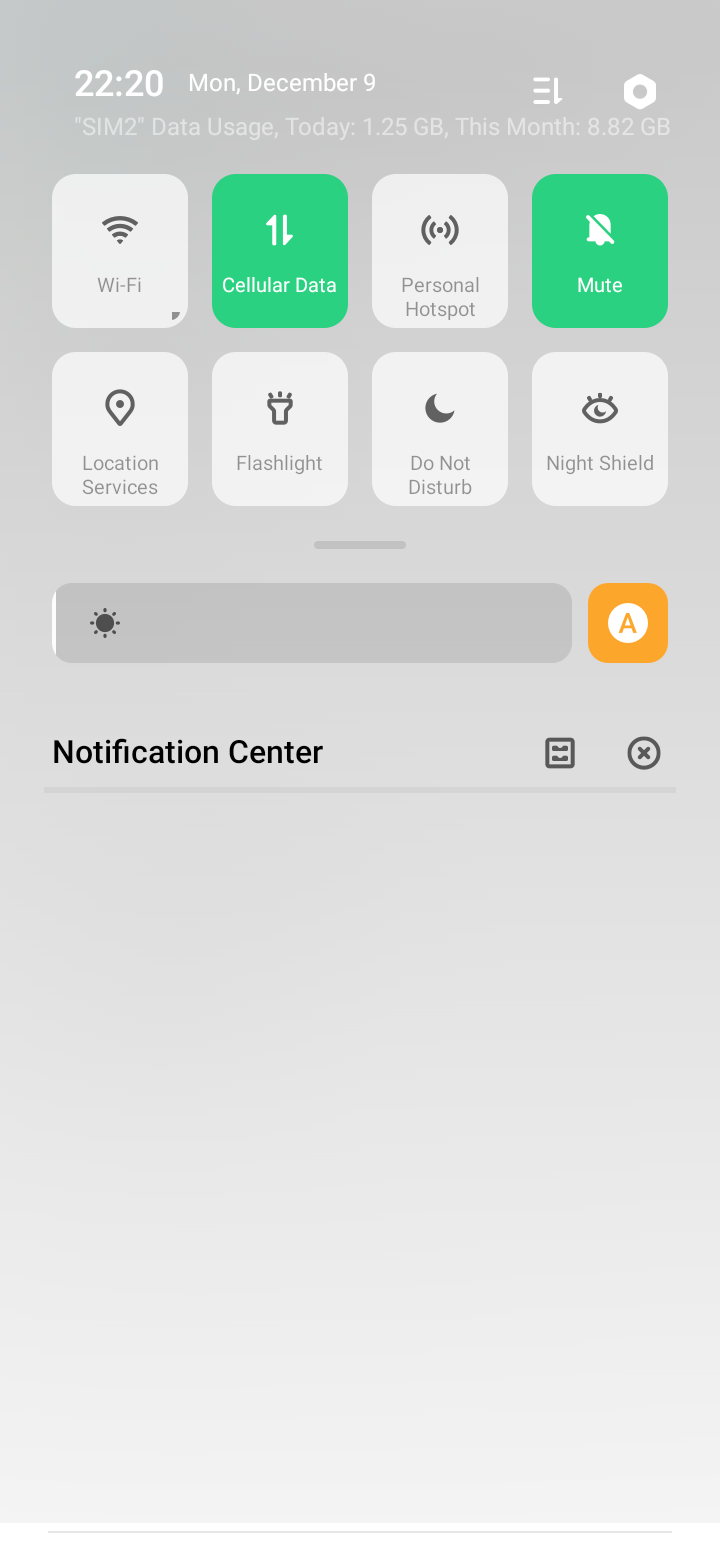 22:20 Mon, December 9
"SIM2" Data Usage, Today: 1.25 GB, This Month: 8.82 GB
Wi-Fi
Cellular Data
Personal
Hotspot
Mute
Location
Services
Flashlight
Do Not
Disturb
Night Shield
A
Notification Center